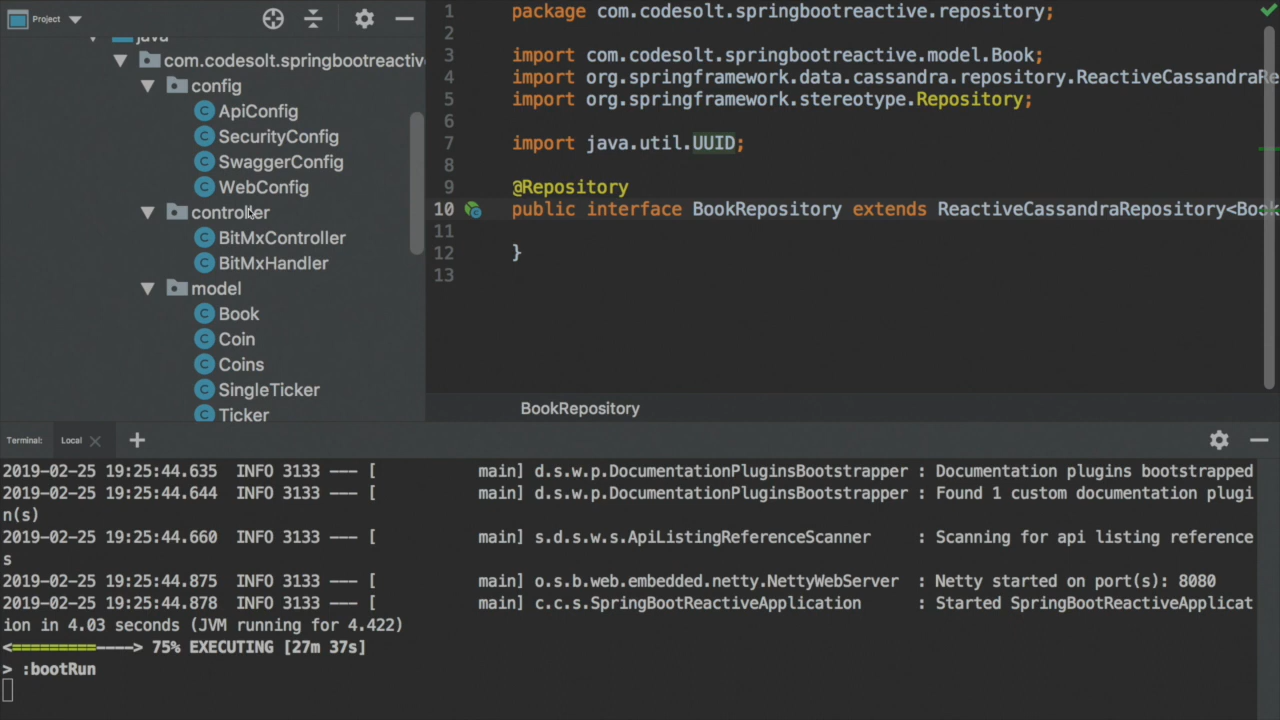 Project
java
com.codesolt.springbootreactiv
config
ApiConfig
SecurityConfig
SwaggerConfig
WebConfig
controller
BitMxController
BitMxHandler
model
Book
Coin
Coins
SingleTicker
Ticker
1 package com.codesolt.springbootreactive.repository;
2
3 import com.codesolt.springbootreactive.model.Book;
4 import org.springframework.data.cassandra.repository.ReactiveCassandraRe
5 import org.springframework.stereotype.Repository;
6
7 import java.util.UUID;
8
9 @Repository
10 public interface BookRepository extends ReactiveCassandraRepository<Book
11
12 }
13
BookRepository
Terminal: Local
2019-02-25 19:25:44.635  INFO 3133 --- [           main] d.s.w.p.DocumentationPluginsBootstrapper : Documentation plugins bootstrapped
2019-02-25 19:25:44.644  INFO 3133 --- [           main] d.s.w.p.DocumentationPluginsBootstrapper : Found 1 custom documentation plugi
n(s)
2019-02-25 19:25:44.660  INFO 3133 --- [           main] s.d.s.w.s.ApiListingReferenceScanner     : Scanning for api listing reference
s
2019-02-25 19:25:44.875  INFO 3133 --- [           main] o.s.b.web.embedded.netty.NettyWebServer  : Netty started on port(s): 8080
2019-02-25 19:25:44.878  INFO 3133 --- [           main] c.c.s.SpringBootReactiveApplication      : Started SpringBootReactiveApplicat
ion in 4.03 seconds (JVM running for 4.422)
<=========----> 75% EXECUTING [27m 37s]
> :bootRun